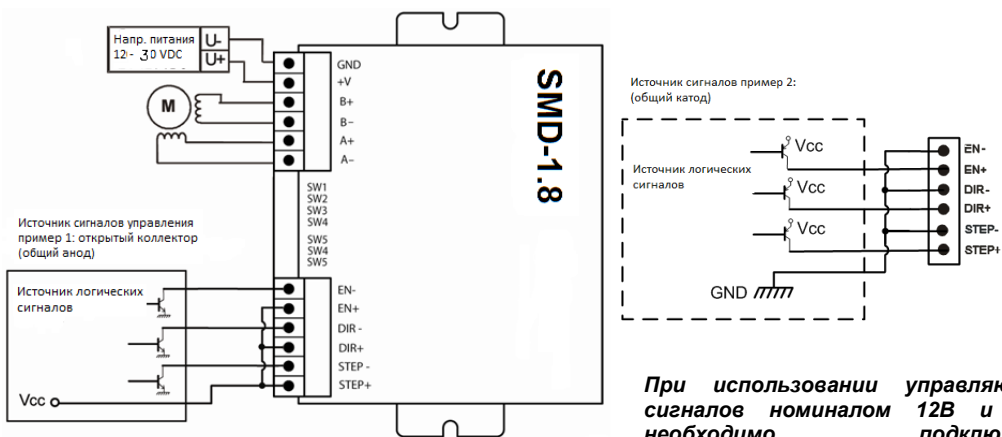 Напр. питания
12 - 30 VDC
U-
U+
GND
+V
B+
B-
A+
A-
M
SMD-1.8
SW1
SW2
SW3
SW4
SW5
SW4
SW5
Источник сигналов управления
пример 1: открытый коллектор
(общий анод)
Источник логических
сигналов
Vcc
EN-
EN+
DIR -
DIR+
STEP -
STEP+
Источник сигналов пример 2:
(общий катод)
Источник логических
сигналов
Vcc
Vcc
Vcc
GND
EN-
EN+
DIR-
DIR+
STEP-
STEP+
При использовании
сигналов номиналом 12В и
необходимо